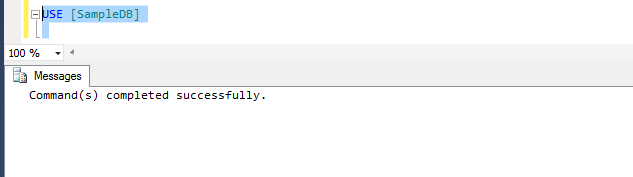 USE [SampleDB]
100 %
Messages
Command(s) completed successfully.